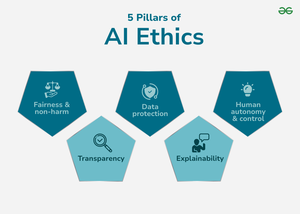 5 Pillars of
AI Ethics
Fairness &
non-harm
Data
protection
Human
autonomy
& control
Transparency
Explainability